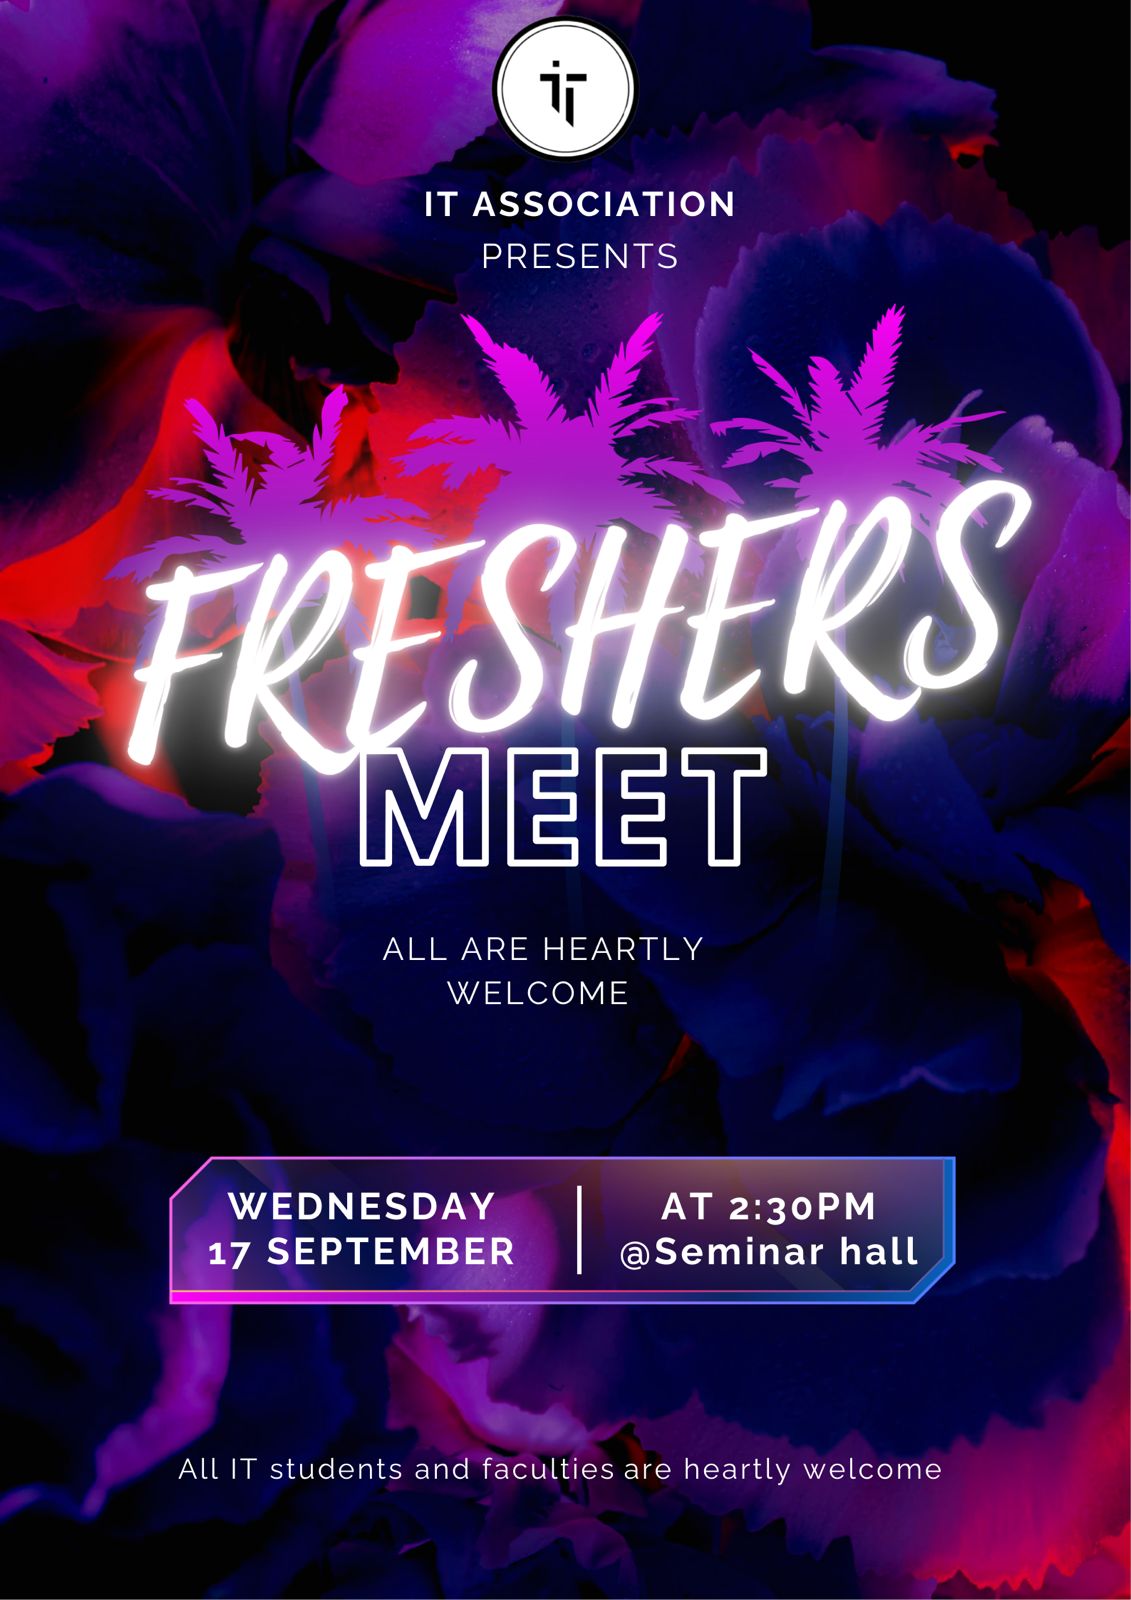 IT
IT ASSOCIATION
PRESENTS
FRESHERS
MEET
ALL ARE HEARTLY
WELCOME
WEDNESDAY
17 SEPTEMBER
AT 2:30PM
@Seminar hall
All IT students and faculties are heartly welcome